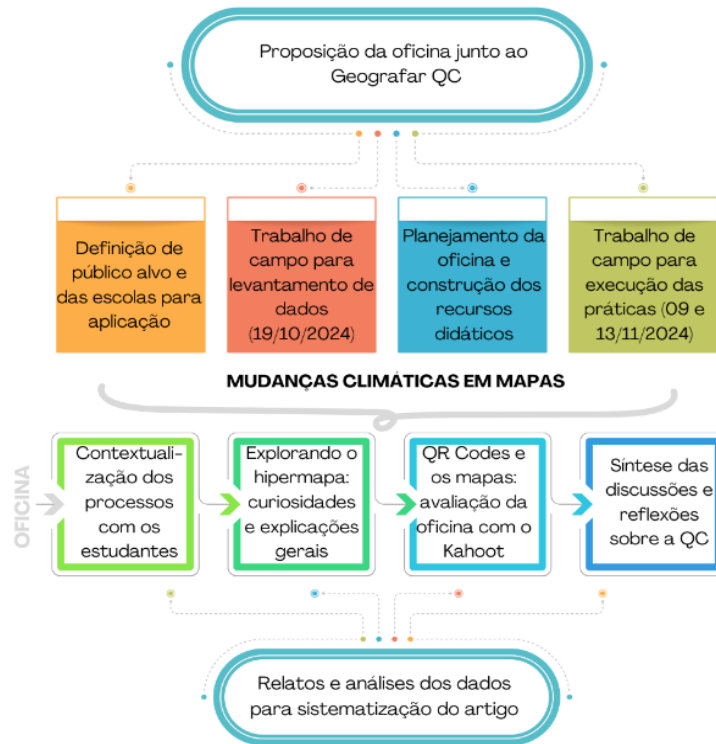 Proposição da oficina junto ao
Geografar QC
Definição de
público alvo e
das escolas para
aplicação
Trabalho de
campo para
levantamento de
dados
(19/10/2024)
Planejamento da
oficina e
construção dos
recursos
didáticos
Trabalho de
campo para
execução das
práticas (09 e
13/11/2024)
MUDANÇAS CLIMÁTICAS EM MAPAS
OFICINA
Contextuali-
zação dos
processos
com os
estudantes
Explorando o
hipermapa:
curiosidades
e explicações
gerais
QR Codes e
os mapas:
avaliação da
oficina com o
Kahoot
Síntese das
discussões e
reflexões
sobre a QC
Relatos e análises dos dados
para sistematização do artigo